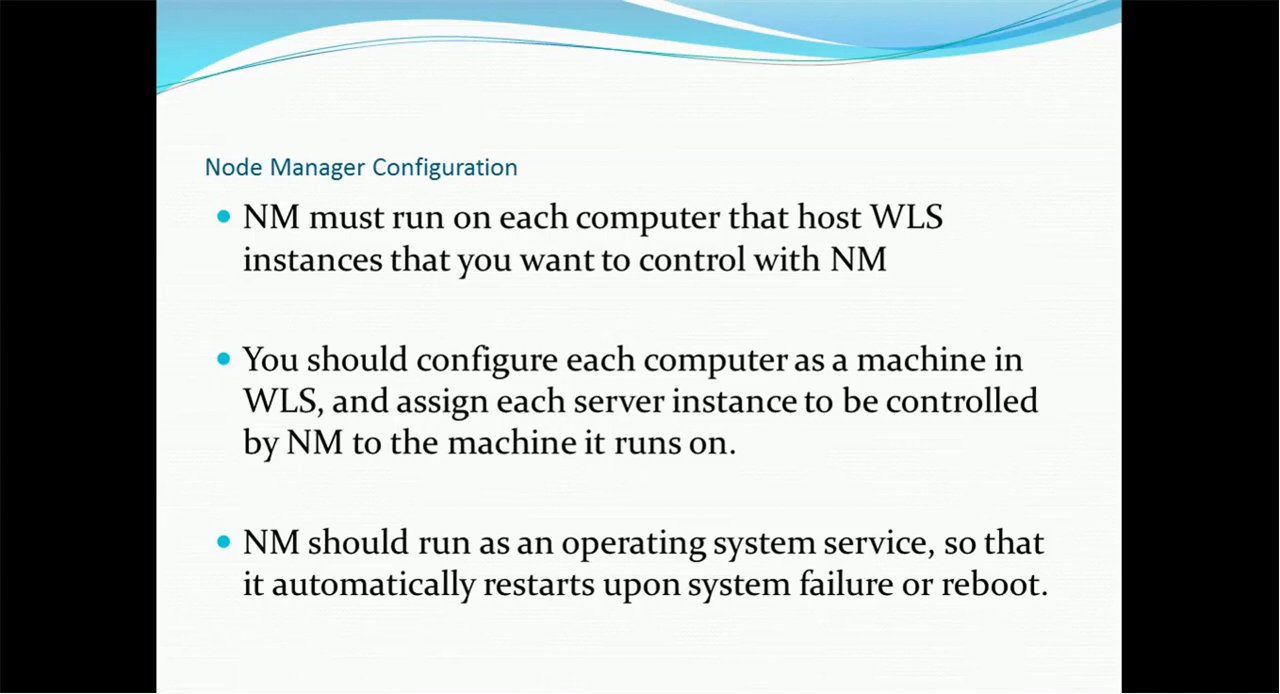 Node Manager Configuration
• NM must run on each computer that host WLS
instances that you want to control with NM
• You should configure each computer as a machine in
WLS, and assign each server instance to be controlled
by NM to the machine it runs on.
• NM should run as an operating system service, so that
it automatically restarts upon system failure or reboot.